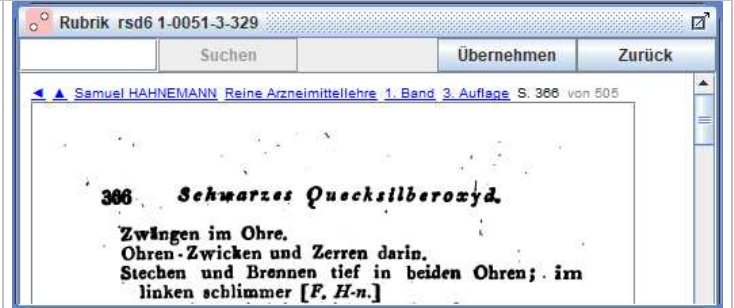 Rubrik rsd6 1-0051-3-329
Suchen Übernehmen Zurück
◄ ▲ Samuel HAHNEMANN Reine Arzneimittellehre 1. Band 3. Auflage S. 366 von 505
366 Schwarzes Quecksilberoxyd.
Zwängen im Ohre.
Ohren-Zwicken und Zerren darin.
Stechen und Brennen tief in beiden Ohren; im
linken schlimmer [F. H-n.]